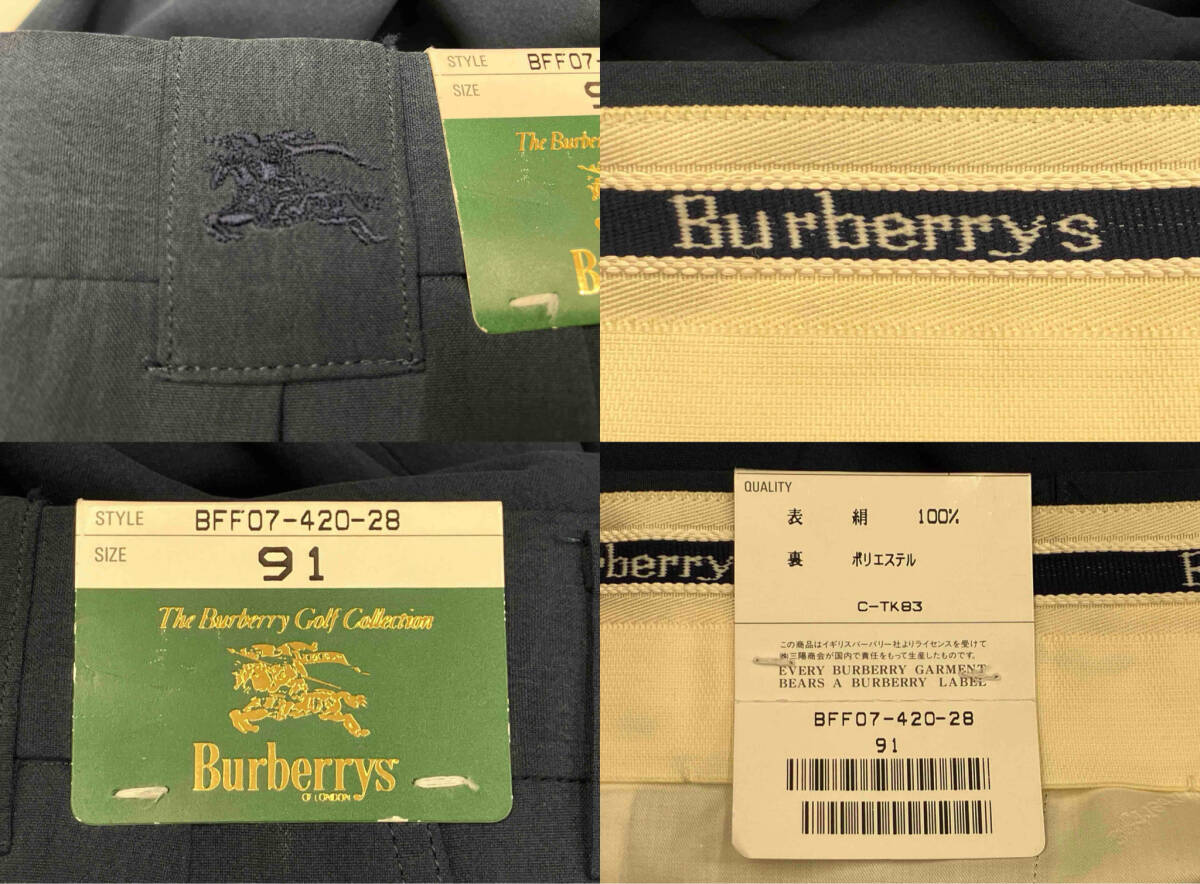 STYLE BFF07-
SIZE
The Burbe
Burberrys
STYLE BFF07-420-28
SIZE 91
The Burberry Golf Collection
Burberrys
OF LONDON
QUALITY
表 絹 100%
裏 ポリエステル
C-TK83
この商品はイギリスバーバリー社よりライセンスを受けて
㈱三陽商会が国内で責任をもって生産したものです。
EVERY BURBERRY GARMENT
BEARS A BURBERRY LABEL
BFF07-420-28
91
rberry
B